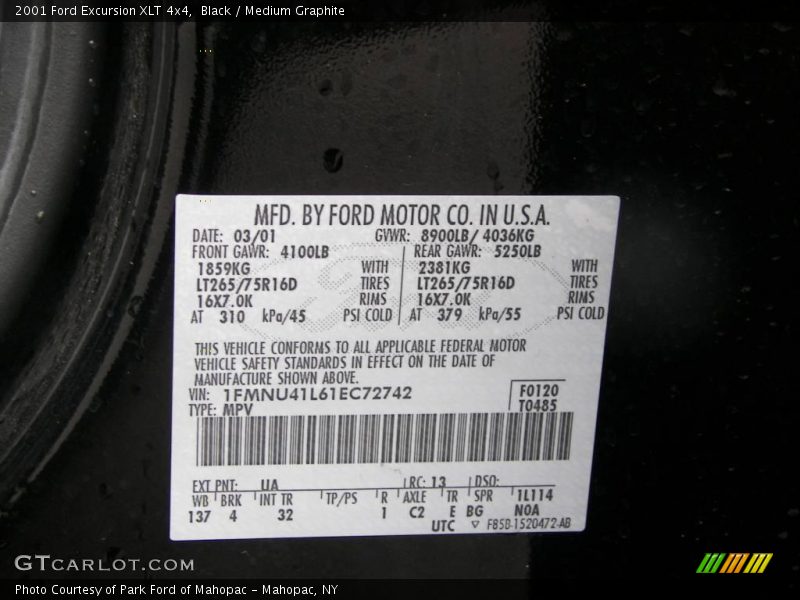 2001 Ford Excursion XLT 4x4, Black / Medium Graphite
MFD. BY FORD MOTOR CO. IN U.S.A.
DATE: 03/01 GVWR: 8900LB/ 4036KG
FRONT GAWR: 4100LB REAR GAWR: 5250LB
1859KG WITH 2381KG WITH
LT265/75R16D TIRES LT265/75R16D TIRES
16X7.0K RIMS 16X7.0K RIMS
AT 310 kPa/45 PSI COLD AT 379 kPa/55 PSI COLD
THIS VEHICLE CONFORMS TO ALL APPLICABLE FEDERAL MOTOR
VEHICLE SAFETY STANDARDS IN EFFECT ON THE DATE OF
MANUFACTURE SHOWN ABOVE.
VIN: 1FMNU41L61EC72742 F0120
TYPE: MPV T0485
EXT PNT: UA RC: 13 DSO:
WB BRK INT TR TP/PS R AXLE TR SPR 1L114
137 4 32 1 C2 E BG N0A
UTC ▽ F85B-1520472-AB
GTCARLOT.COM
Photo Courtesy of Park Ford of Mahopac - Mahopac, NY